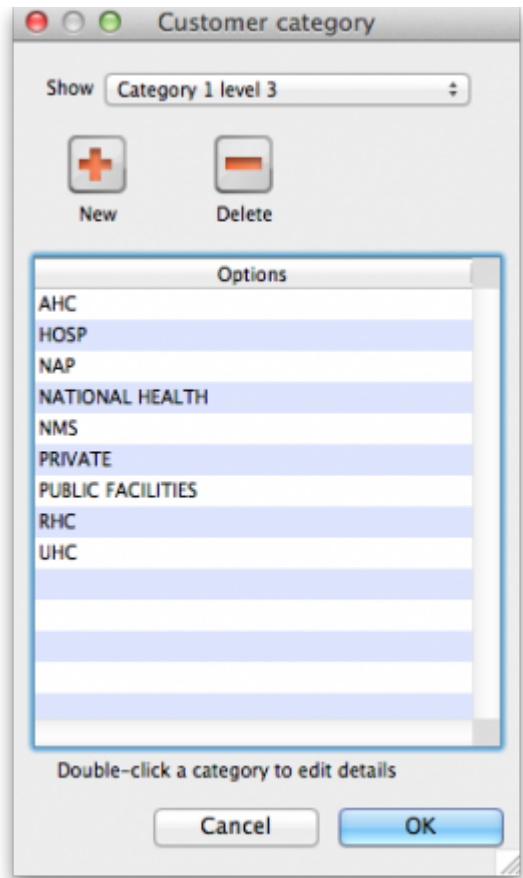 Customer category
Show Category 1 level 3
New Delete
Options
AHC
HOSP
NAP
NATIONAL HEALTH
NMS
PRIVATE
PUBLIC FACILITIES
RHC
UHC
Double-click a category to edit details
Cancel OK